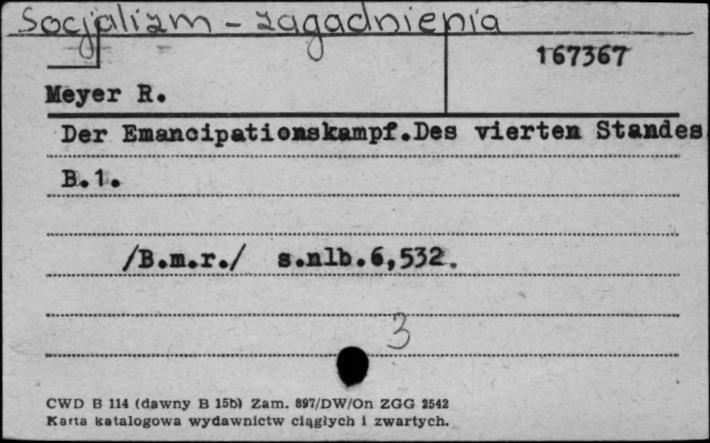 Socjalizm - zagadnienia
167367
Meyer R.
Der Emancipationskampf.Des vierten Standes
B.1.
/B.m.r./ s.nlb.6,532.
3
CWD B 114 (dawny B 15b) Zam. 897/DW/On ZGG 2542
Karta katalogowa wydawnictw ciągłych i zwartych.